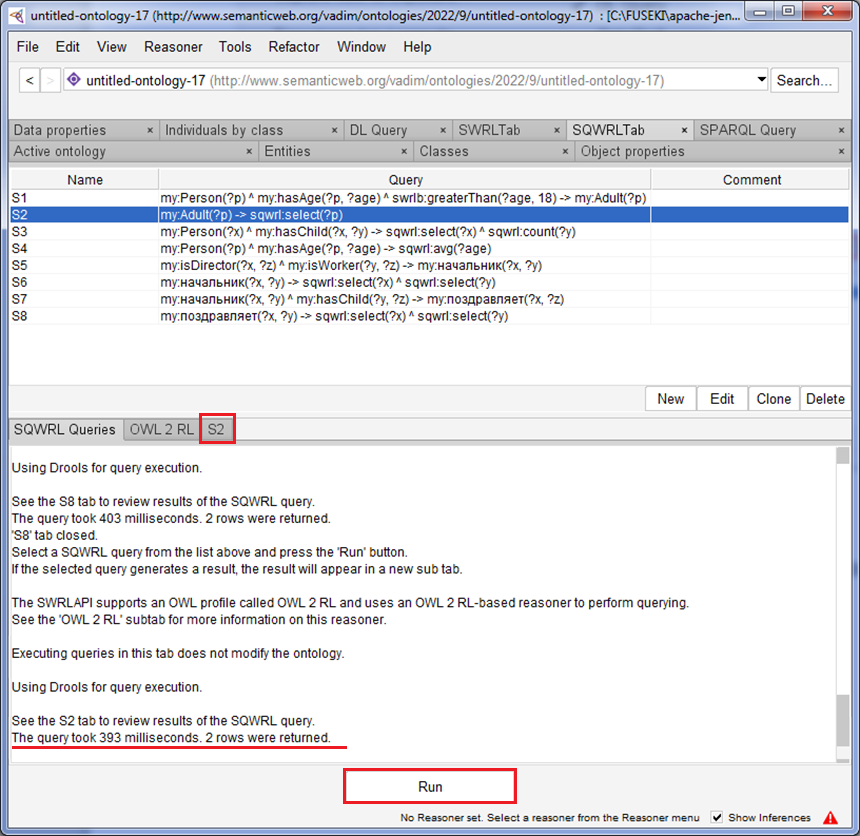 untitled-ontology-17 (http://www.semanticweb.org/vadim/ontologies/2022/9/untitled-ontology-17) : [C:\FUSEKI\apache-jen...
File Edit View Reasoner Tools Refactor Window Help
< > untitled-ontology-17 (http://www.semanticweb.org/vadim/ontologies/2022/9/untitled-ontology-17) Search...
Data properties × Individuals by class × DL Query × SWRLTab × SQWRLTab × SPARQL Query ×
Active ontology × Entities × Classes × Object properties ×
Name Query Comment
S1 my:Person(?p) ^ my:hasAge(?p, ?age) ^ swrlb:greaterThan(?age, 18) -> my:Adult(?p)
S2 my:Adult(?p) -> sqwrl:select(?p)
S3 my:Person(?x) ^ my:hasChild(?x, ?y) -> sqwrl:select(?x) ^ sqwrl:count(?y)
S4 my:Person(?p) ^ my:hasAge(?p, ?age) -> sqwrl:avg(?age)
S5 my:isDirector(?x, ?z) ^ my:isWorker(?y, ?z) -> my:начальник(?x, ?y)
S6 my:начальник(?x, ?y) -> sqwrl:select(?x) ^ sqwrl:select(?y)
S7 my:начальник(?x, ?y) ^ my:hasChild(?y, ?z) -> my:поздравляет(?x, ?z)
S8 my:поздравляет(?x, ?y) -> sqwrl:select(?x) ^ sqwrl:select(?y)
New Edit Clone Delete
SQWRL Queries OWL 2 RL S2
Using Drools for query execution.
See the S8 tab to review results of the SQWRL query.
The query took 403 milliseconds. 2 rows were returned.
'S8' tab closed.
Select a SQWRL query from the list above and press the 'Run' button.
If the selected query generates a result, the result will appear in a new sub tab.
The SWRLAPI supports an OWL profile called OWL 2 RL and uses an OWL 2 RL-based reasoner to perform querying.
See the 'OWL 2 RL' subtab for more information on this reasoner.
Executing queries in this tab does not modify the ontology.
Using Drools for query execution.
See the S2 tab to review results of the SQWRL query.
The query took 393 milliseconds. 2 rows were returned.
Run
No Reasoner set. Select a reasoner from the Reasoner menu Show Inferences